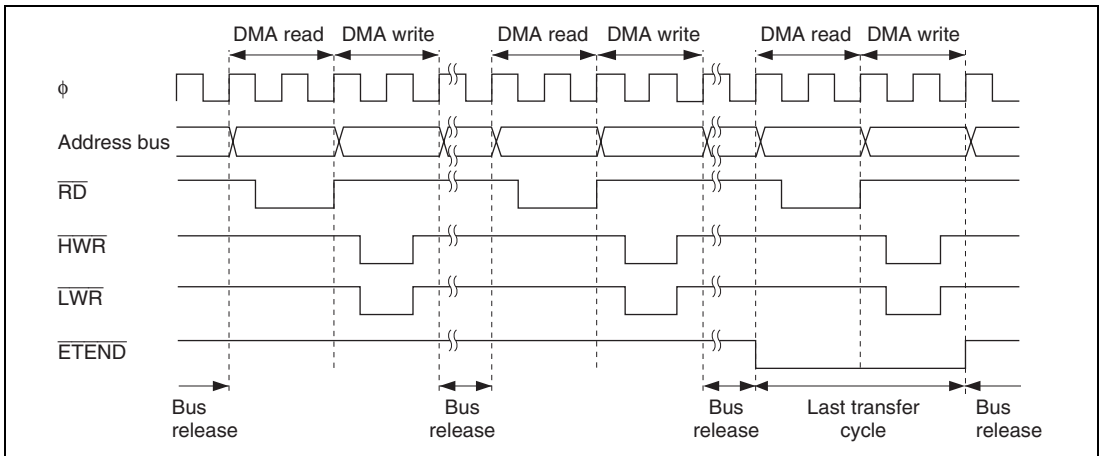 DMA read DMA write DMA read DMA write DMA read DMA write
ϕ
Address bus
RD
HWR
LWR
ETEND
Bus release
Bus release
Bus release
Last transfer cycle
Bus release